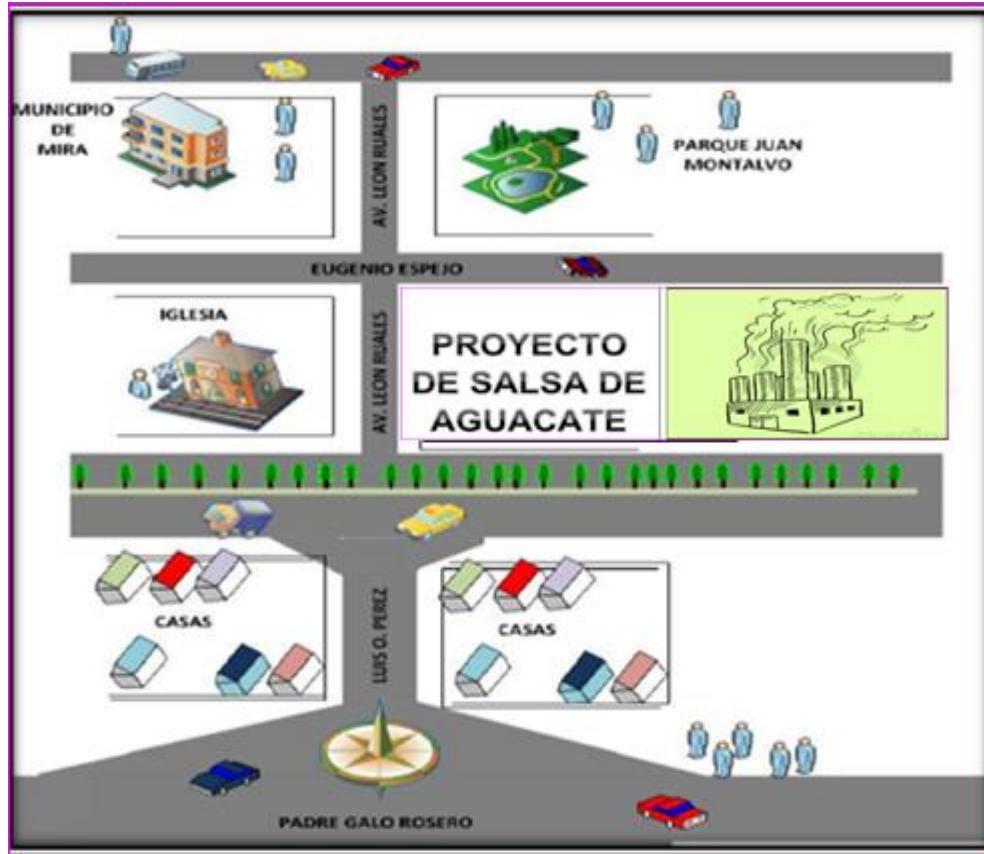 MUNICIPIO
DE
MIRA
AV. LEON RUALES
PARQUE JUAN
MONTALVO
EUGENIO ESPEJO
IGLESIA
AV. LEON RUALES
PROYECTO
DE SALSA DE
AGUACATE
CASAS
LUIS O. PEREZ
CASAS
PADRE GALO ROSERO